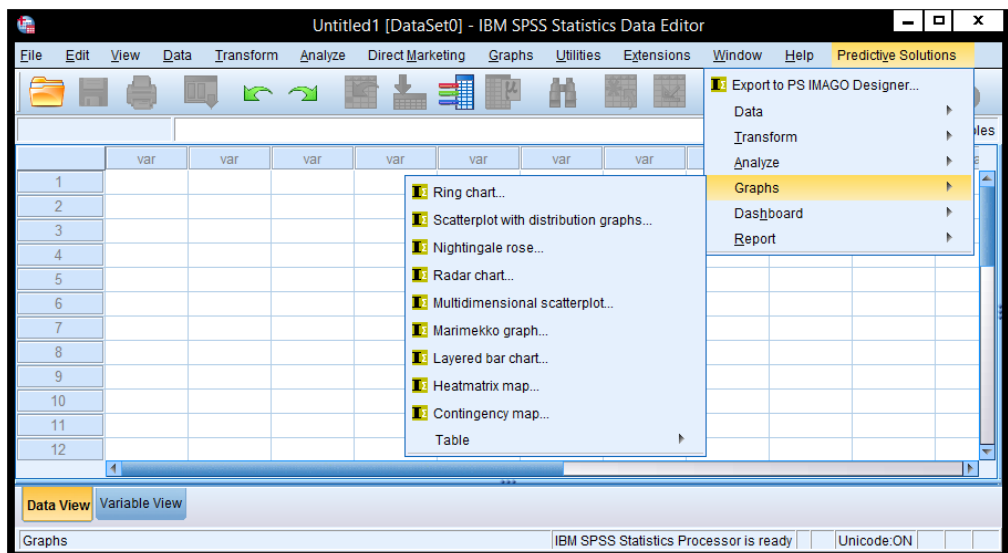 Untitled1 [DataSet0] - IBM SPSS Statistics Data Editor
File Edit View Data Transform Analyze Direct Marketing Graphs Utilities Extensions Window Help Predictive Solutions
Export to PS IMAGO Designer...
Data
Transform
Analyze
Graphs
Dashboard
Report
var var var var var var var
1
2
3
4
5
6
7
8
9
10
11
12
Ring chart...
Scatterplot with distribution graphs...
Nightingale rose...
Radar chart...
Multidimensional scatterplot...
Marimekko graph...
Layered bar chart...
Heatmatrix map...
Contingency map...
Table
Data View Variable View
Graphs IBM SPSS Statistics Processor is ready Unicode:ON